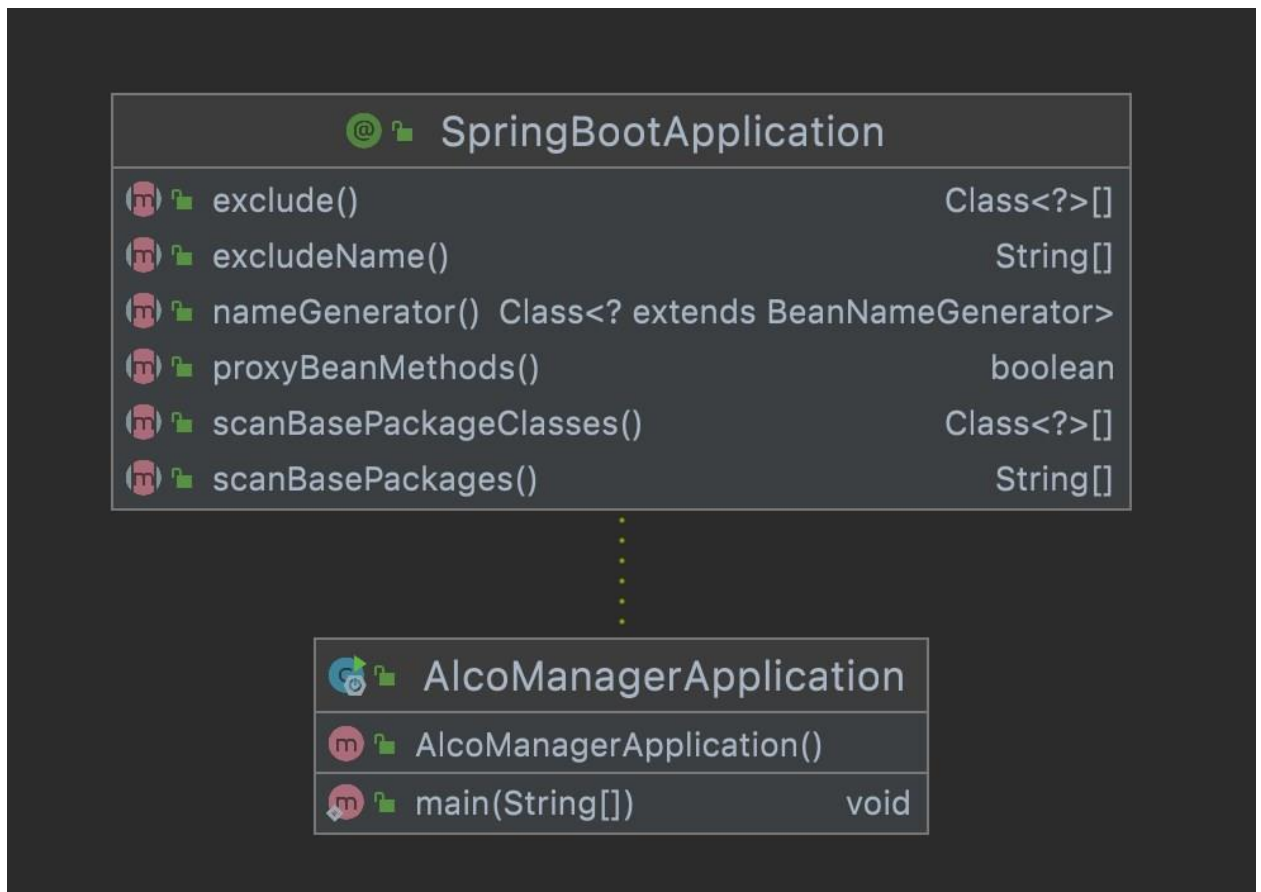 @ SpringBootApplication
m exclude() Class<?>[]
m excludeName() String[]
m nameGenerator() Class<? extends BeanNameGenerator>
m proxyBeanMethods() boolean
m scanBasePackageClasses() Class<?>[]
m scanBasePackages() String[]
C AlcoManagerApplication
m AlcoManagerApplication()
m main(String[]) void